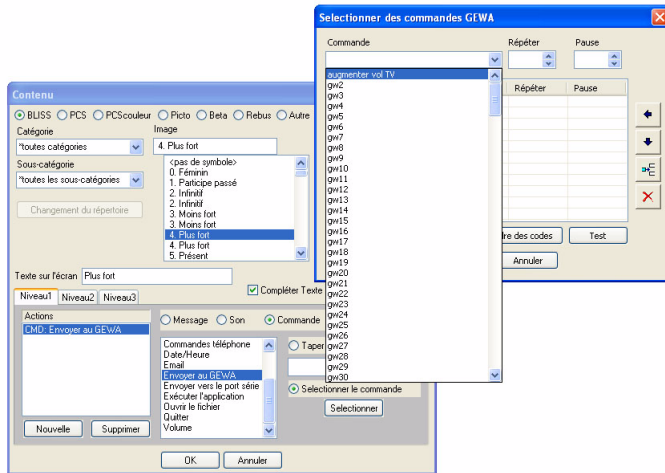 Selectionner des commandes GEWA
Commande
Répéter
Pause
augmenter vol TV
gw2
gw3
gw4
gw5
gw6
gw7
gw8
gw9
gw10
gw11
gw12
gw13
gw14
gw15
gw16
gw17
gw18
gw19
gw20
gw21
gw22
gw23
gw24
gw25
gw26
gw27
gw28
gw29
gw30
Répéter
Pause
dre des codes
Test
Annuler
Contenu
BLISS PCS PCScouleur Picto Beta Rebus Autre
Catégorie
*toutes catégories
Sous-catégorie
*toutes les sous-catégories
Changement du répertoire
Image
4. Plus fort
<pas de symbole>
0. Féminin
1. Participe passé
2. Infinitif
2. Infinitif
3. Moins fort
3. Moins fort
4. Plus fort
4. Plus fort
5. Présent
Texte sur l'écran
Plus fort
Compléter Texte
Niveau1 Niveau2 Niveau3
Actions
CMD: Envoyer au GEWA
Nouvelle
Supprimer
Message Son Commande
Commandes téléphone
Date/Heure
Email
Envoyer au GEWA
Envoyer vers le port série
Exécuter l'application
Ouvrir le fichier
Quitter
Volume
Taper
Selectionner le commande
Selectionner
OK
Annuler